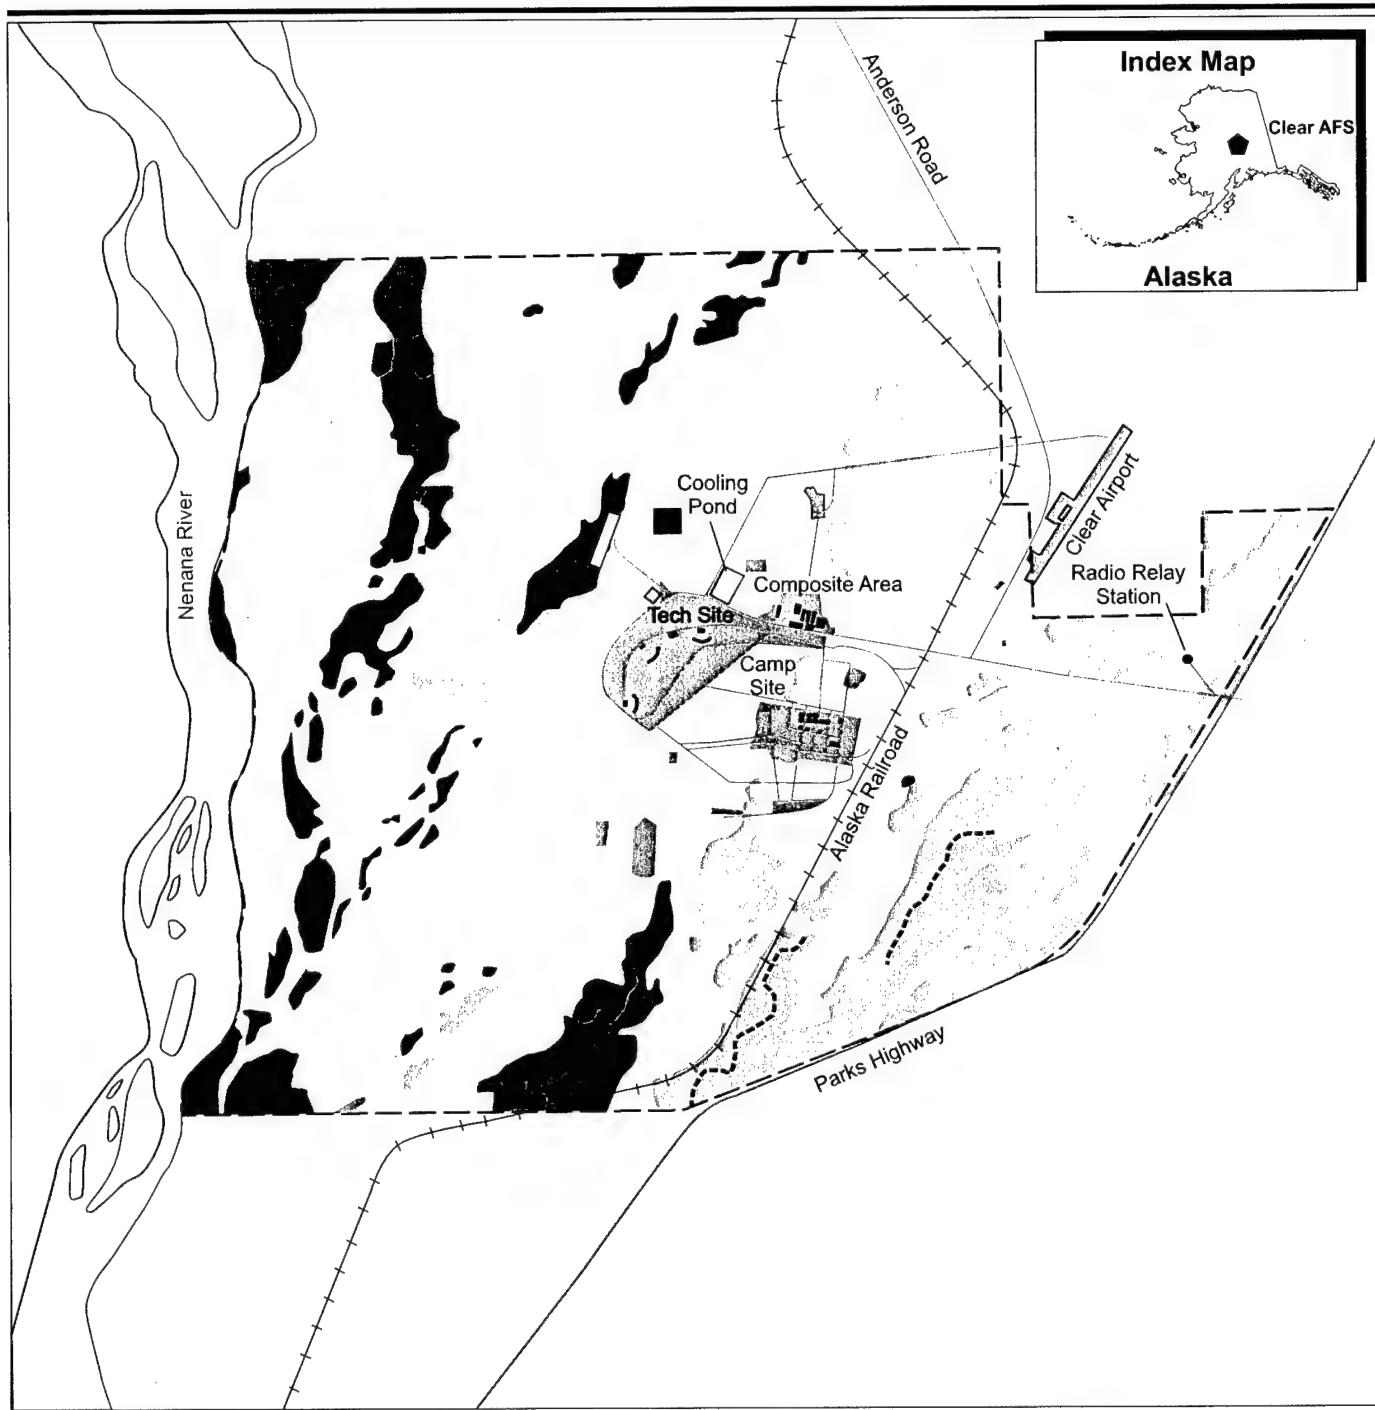 Index Map
Clear AFS
Alaska
Anderson Road
Nenana River
Cooling
Pond
Clear Airport
Composite Area
Radio Relay
Station
Tech Site
Camp
Site
Alaska Railroad
Parks Highway